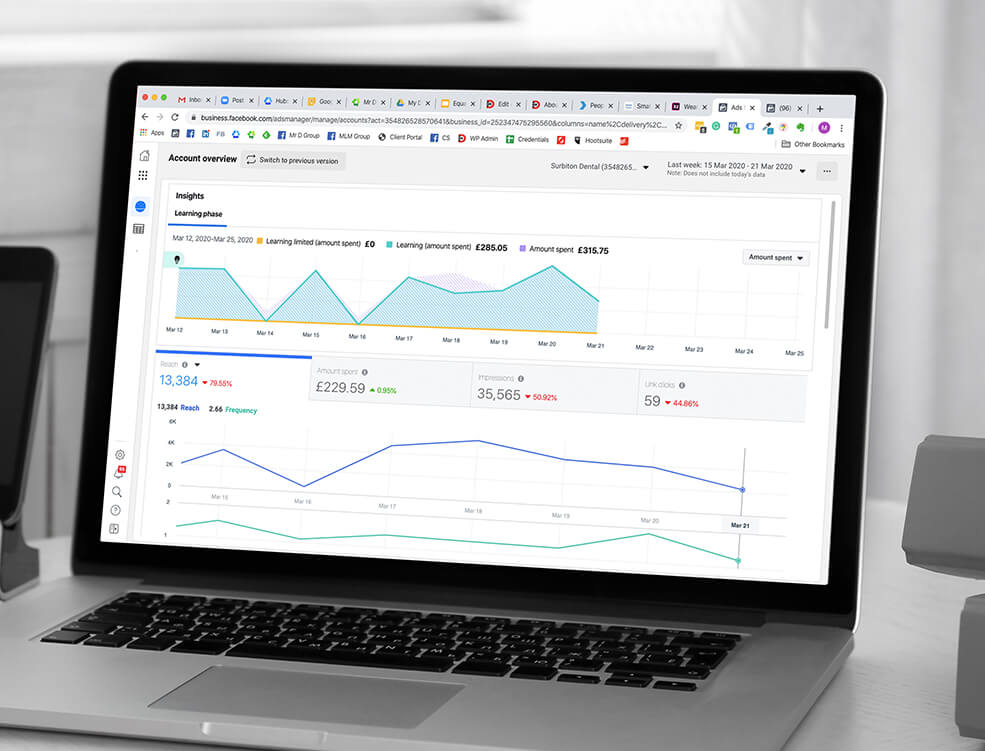 Inbo
Post
Hub
Goo
Mr D
My D
Equa
Edit
Abou
Peop
Smai
Wea
Ads
(96)
business.facebook.com/adsmanager/manage/accounts?act=354826528570641&business_id=252347475295560&columns=name%2Cdelivery%2C...
M
Apps
FB
Mr D Group
MLM Group
Client Portal
CS
WP Admin
Credentials
Hootsuite
Other Bookmarks
Account overview
Switch to previous version
Surbiton Dental (3548265...
Last week: 15 Mar 2020 - 21 Mar 2020
Note: Does not include today's data
Insights
Learning phase
Mar 12, 2020-Mar 25, 2020 Learning limited (amount spent) £0 Learning (amount spent) £285.05 Amount spent £315.75
Amount spent
Mar 12 Mar 13 Mar 14 Mar 15 Mar 16 Mar 17 Mar 18 Mar 19 Mar 20 Mar 21 Mar 22 Mar 23 Mar 24 Mar 25
Reach
13,384 79.55%
Amount spent
£229.59 0.95%
Impressions
35,565 50.92%
Link clicks
59 44.86%
13,384 Reach 2.66 Frequency
6K
4K
2K
0
Mar 15 Mar 16 Mar 17 Mar 18 Mar 19 Mar 20 Mar 21
2
1